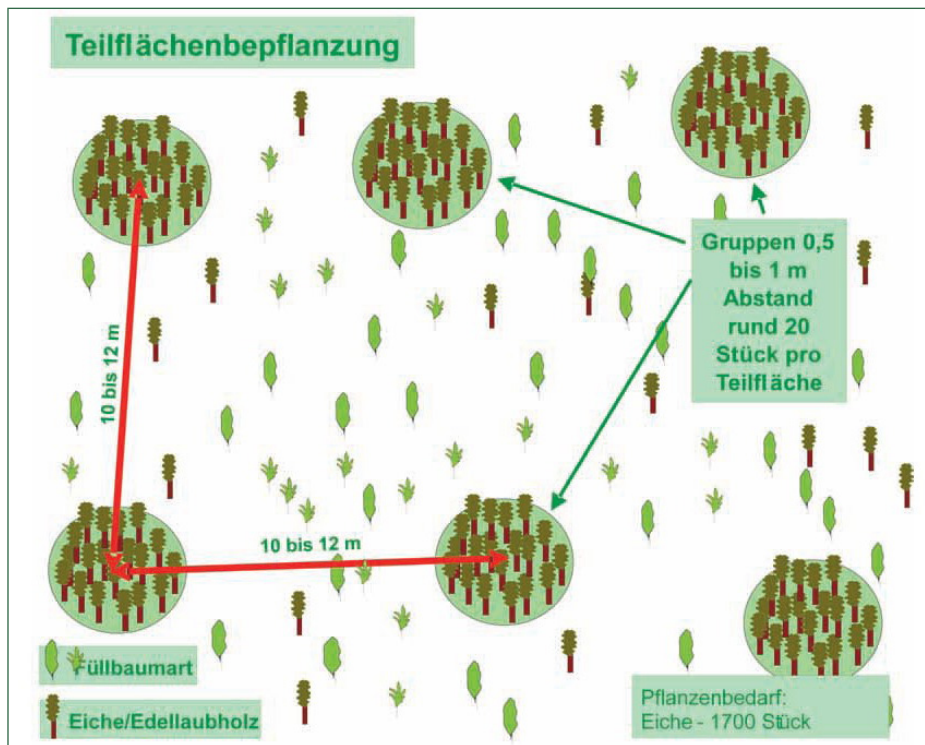 Teilflächenbepflanzung
Gruppen 0,5
bis 1 m
Abstand
rund 20
Stück pro
Teilfläche
10 bis 12 m
10 bis 12 m
Füllbaumart
Eiche/Edellaubholz
Pflanzenbedarf:
Eiche - 1700 Stück